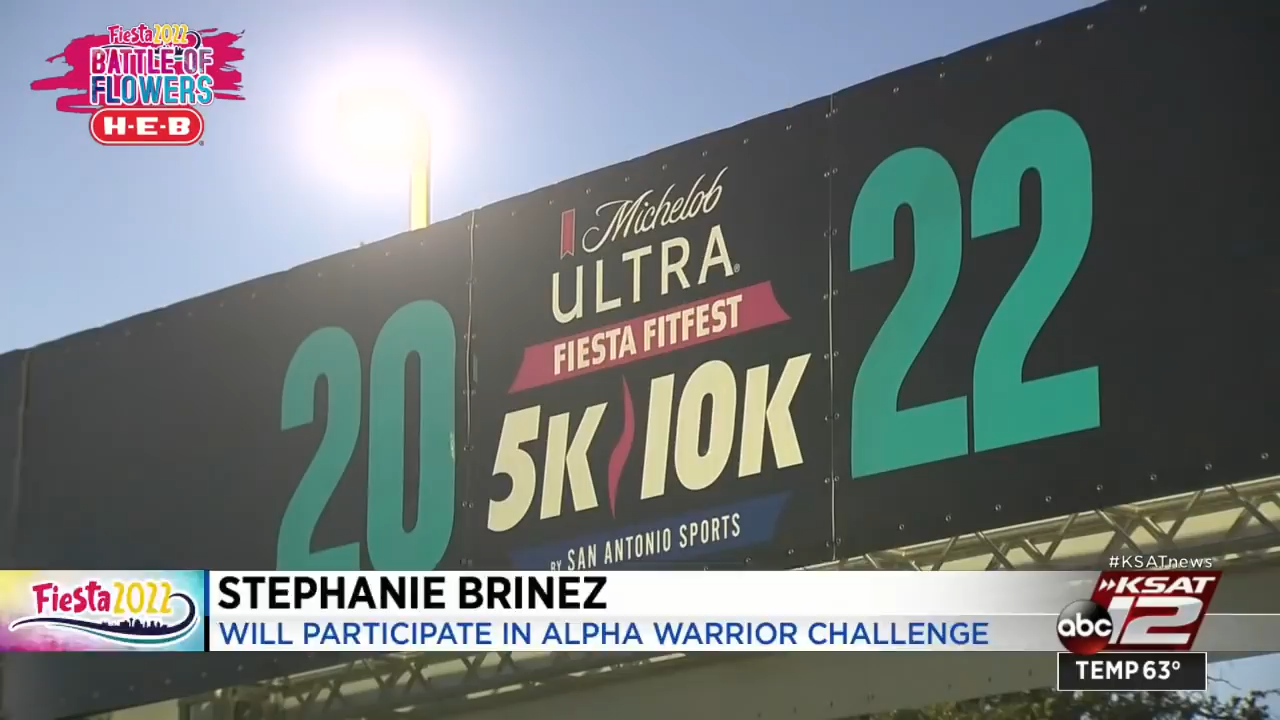 Fiesta 2022
BATTLE OF
FLOWERS
H-E-B
Michelob
ULTRA
FIESTA FITFEST
20
22
5K 10K
BY SAN ANTONIO SPORTS
#KSATnews
Fiesta 2022
STEPHANIE BRINEZ
WILL PARTICIPATE IN ALPHA WARRIOR CHALLENGE
KSAT
abc 12
TEMP 63°